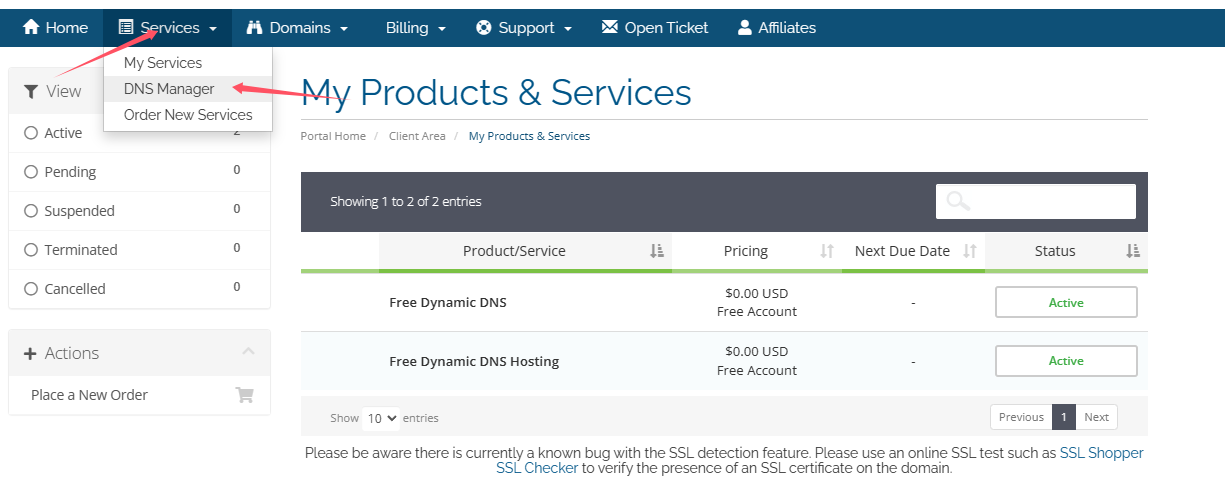 Home Services Domains Billing Support Open Ticket Affiliates
My Services
DNS Manager
Order New Services
View
Active 2
Pending 0
Suspended 0
Terminated 0
Cancelled 0
Actions
Place a New Order
My Products & Services
Portal Home / Client Area / My Products & Services
Showing 1 to 2 of 2 entries
Product/Service Pricing Next Due Date Status
Free Dynamic DNS $0.00 USD - Active
Free Account
Free Dynamic DNS Hosting $0.00 USD - Active
Free Account
Show 10 entries Previous 1 Next
Please be aware there is currently a known bug with the SSL detection feature. Please use an online SSL test such as SSL Shopper
SSL Checker to verify the presence of an SSL certificate on the domain.